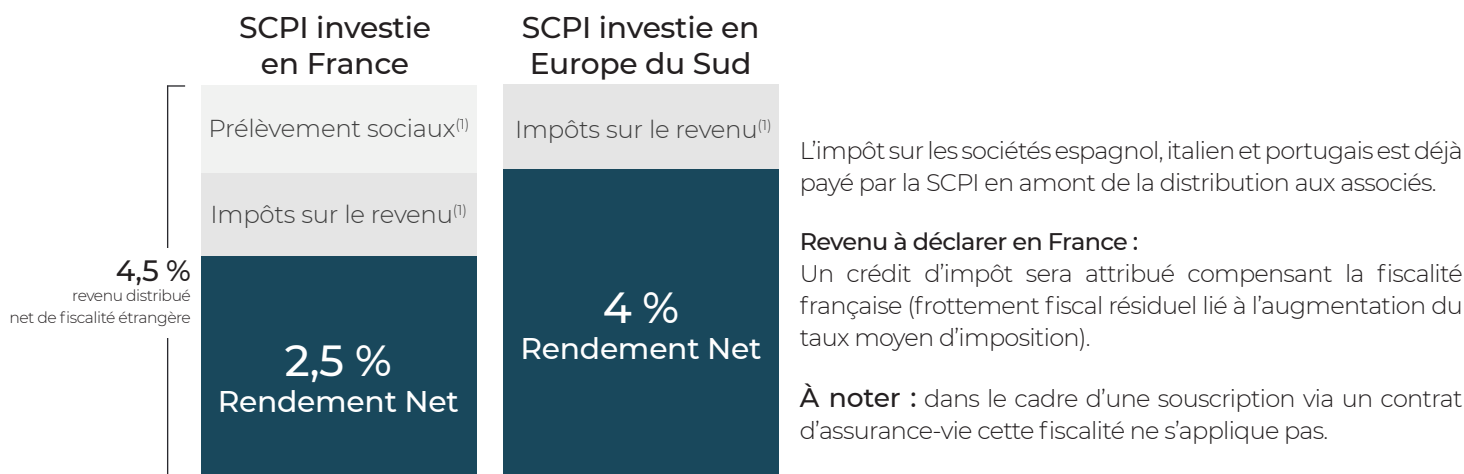 SCPI investie
en France
SCPI investie en
Europe du Sud
Prélèvement sociaux(1)
Impôts sur le revenu(1)
4,5 %
revenu distribué
net de fiscalité étrangère
2,5 %
Rendement Net
Impôts sur le revenu(1)
4 %
Rendement Net
L'impôt sur les sociétés espagnol, italien et portugais est déjà
payé par la SCPI en amont de la distribution aux associés.
Revenu à déclarer en France :
Un crédit d'impôt sera attribué compensant la fiscalité
française (frottement fiscal résiduel lié à l'augmentation du
taux moyen d'imposition).
À noter : dans le cadre d'une souscription via un contrat
d'assurance-vie cette fiscalité ne s'applique pas.